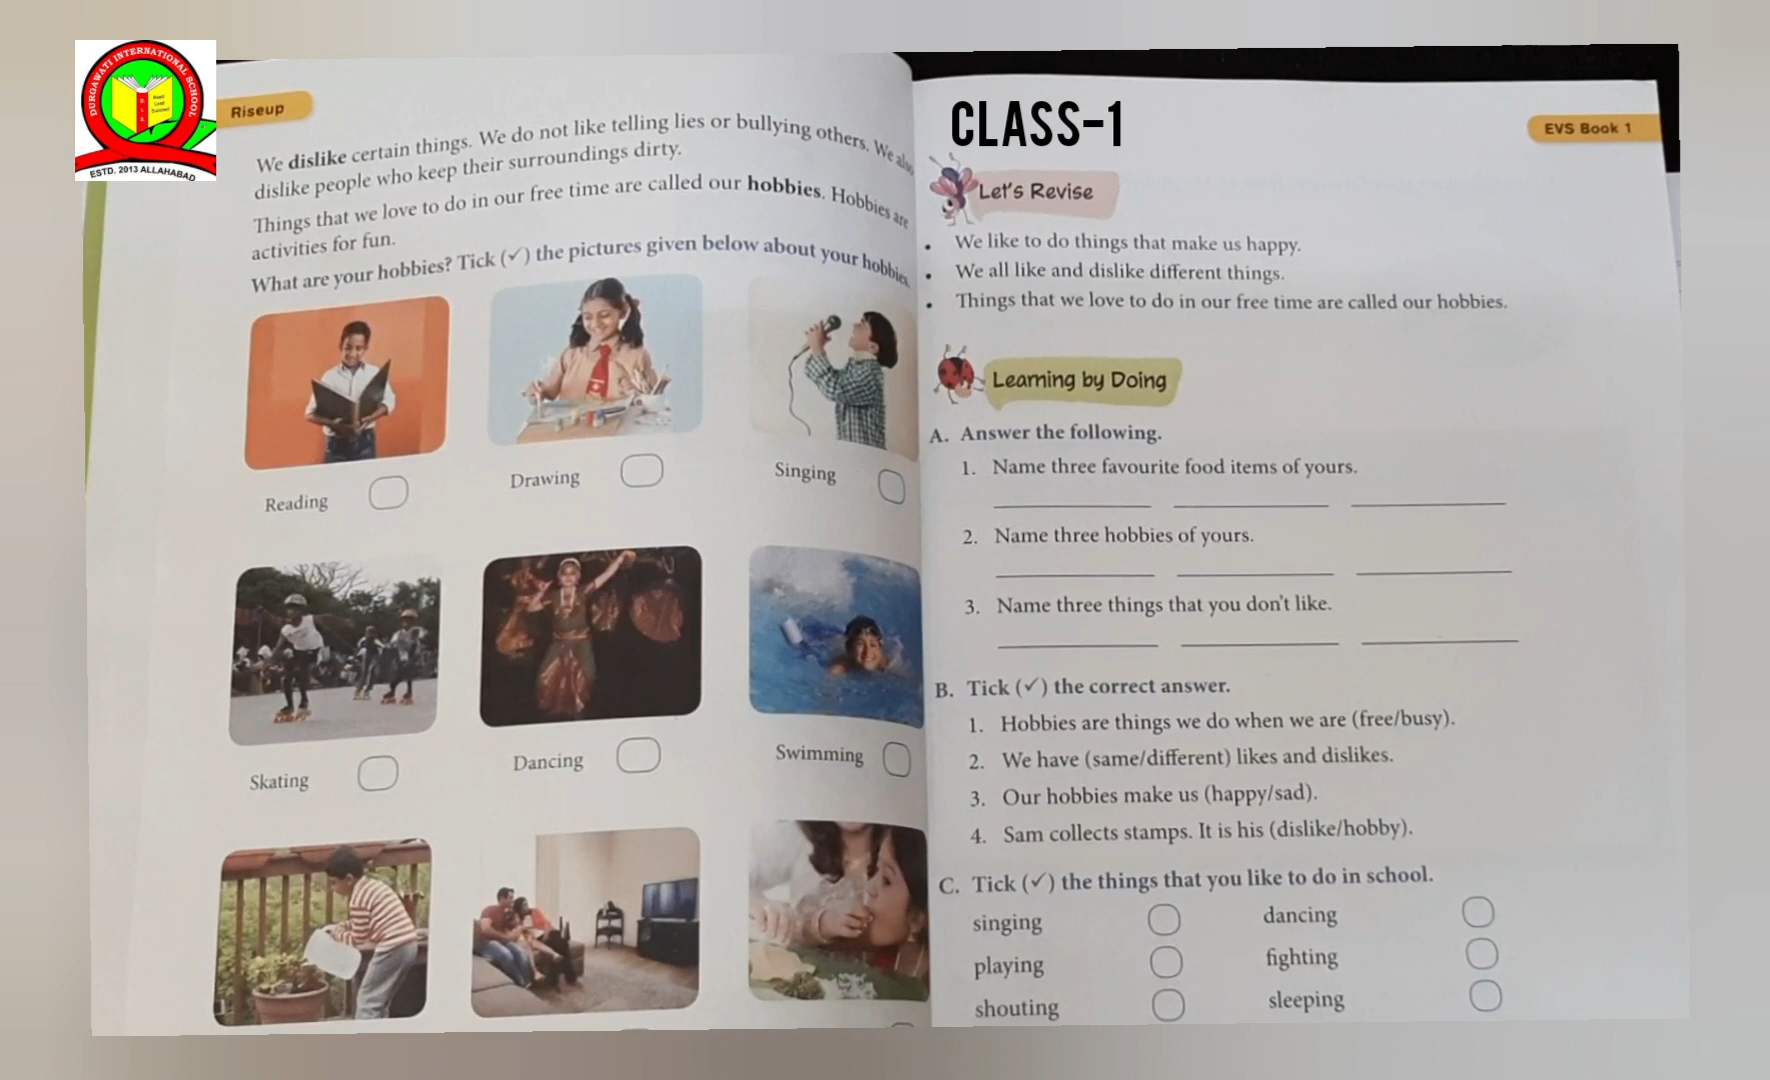 DURGAWATI INTERNATIONAL SCHOOL
ESTD. 2013 ALLAHABAD
Riseup
We dislike certain things. We do not like telling lies or bullying others. We also
dislike people who keep their surroundings dirty.
Things that we love to do in our free time are called our hobbies. Hobbies are
activities for fun.
What are your hobbies? Tick (✓) the pictures given below about your hobbies.
Reading
Drawing
Singing
Skating
Dancing
Swimming
CLASS-1
EVS Book 1
Let's Revise
• We like to do things that make us happy.
• We all like and dislike different things.
• Things that we love to do in our free time are called our hobbies.
Learning by Doing
A. Answer the following.
1. Name three favourite food items of yours.
2. Name three hobbies of yours.
3. Name three things that you don't like.
B. Tick (✓) the correct answer.
1. Hobbies are things we do when we are (free/busy).
2. We have (same/different) likes and dislikes.
3. Our hobbies make us (happy/sad).
4. Sam collects stamps. It is his (dislike/hobby).
C. Tick (✓) the things that you like to do in school.
singing dancing
playing fighting
shouting sleeping